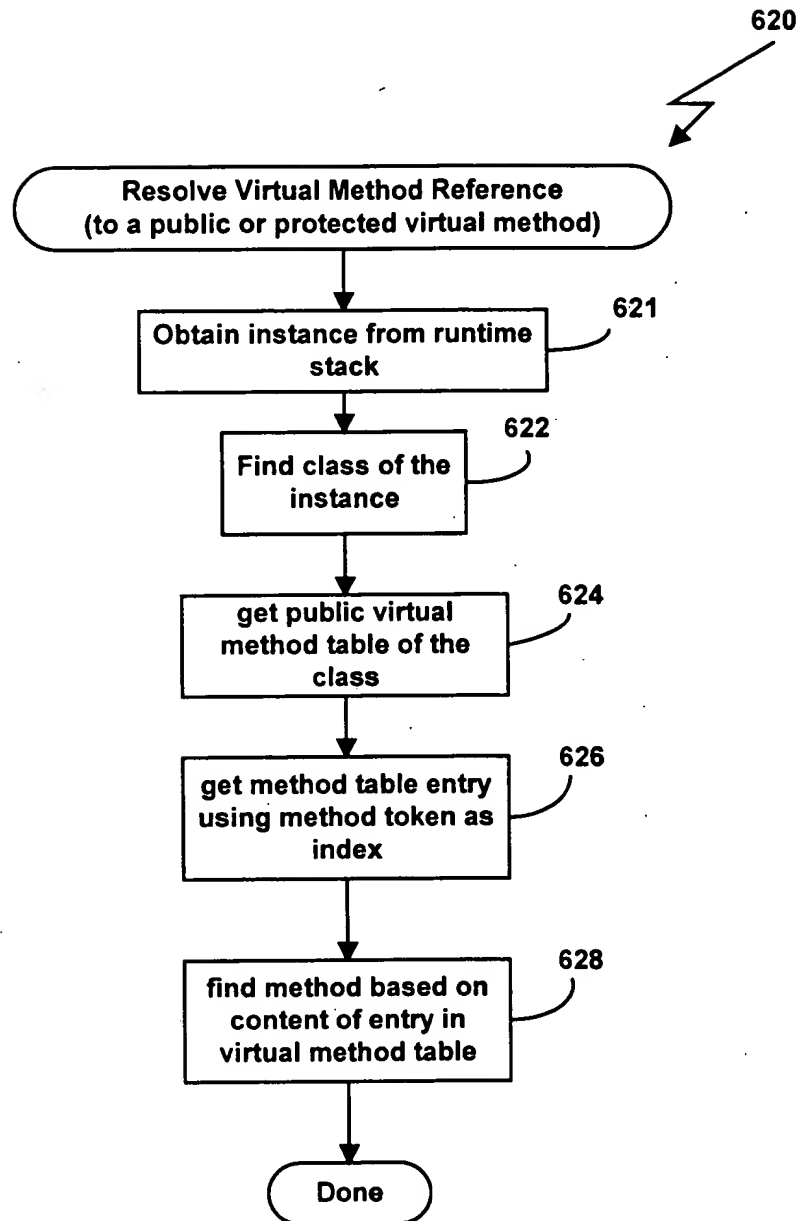 620
Resolve Virtual Method Reference
(to a public or protected virtual method)
621
Obtain instance from runtime
stack
622
Find class of the
instance
624
get public virtual
method table of the
class
626
get method table entry
using method token as
index
628
find method based on
content of entry in
virtual method table
Done